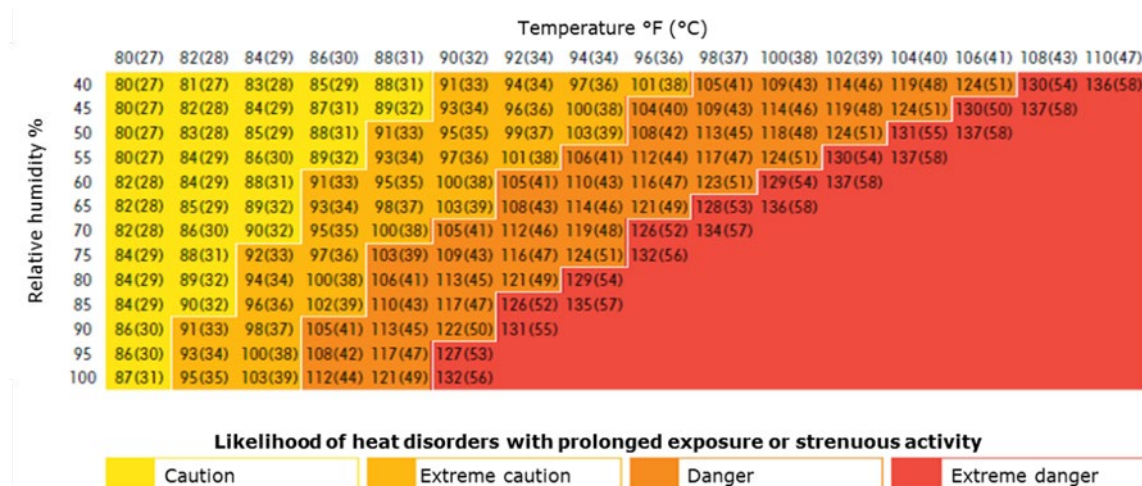 Temperature °F (°C)
80(27) 82(28) 84(29) 86(30) 88(31) 90(32) 92(34) 94(34) 96(36) 98(37) 100(38) 102(39) 104(40) 106(41) 108(43) 110(47)
Relative humidity %
40 80(27) 81(27) 83(28) 85(29) 88(31) 91(33) 94(34) 97(36) 101(38) 105(41) 109(43) 114(46) 119(48) 124(51) 130(54) 136(58)
45 80(27) 82(28) 84(29) 87(31) 89(32) 93(34) 96(36) 100(38) 104(40) 109(43) 114(46) 119(48) 124(51) 130(50) 137(58)
50 80(27) 83(28) 85(29) 88(31) 91(33) 95(35) 99(37) 103(39) 108(42) 113(45) 118(48) 124(51) 131(55) 137(58)
55 80(27) 84(29) 86(30) 89(32) 93(34) 97(36) 101(38) 106(41) 112(44) 117(47) 124(51) 130(54) 137(58)
60 82(28) 84(29) 88(31) 91(33) 95(35) 100(38) 105(41) 110(43) 116(47) 123(51) 129(54) 137(58)
65 82(28) 85(29) 89(32) 93(34) 98(37) 103(39) 108(43) 114(46) 121(49) 128(53) 136(58)
70 82(28) 86(30) 90(32) 95(35) 100(38) 105(41) 112(46) 119(48) 126(52) 134(57)
75 84(29) 88(31) 92(33) 97(36) 103(39) 109(43) 116(47) 124(51) 132(56)
80 84(29) 89(32) 94(34) 100(38) 106(41) 113(45) 121(49) 129(54)
85 84(29) 90(32) 96(36) 102(39) 110(43) 117(47) 126(52) 135(57)
90 86(30) 91(33) 98(37) 105(41) 113(45) 122(50) 131(55)
95 86(30) 93(34) 100(38) 108(42) 117(47) 127(53)
100 87(31) 95(35) 103(39) 112(44) 121(49) 132(56)
Likelihood of heat disorders with prolonged exposure or strenuous activity
Caution Extreme caution Danger Extreme danger